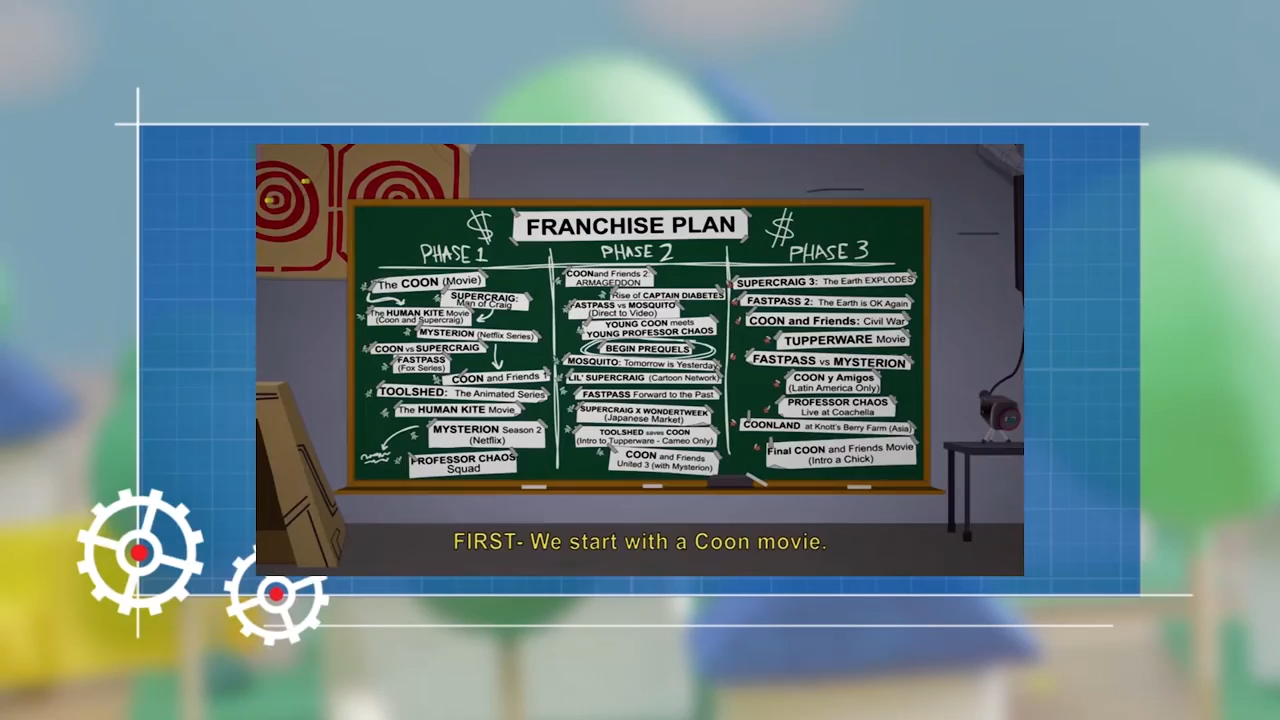 $ FRANCHISE PLAN $
PHASE 1
The COON (Movie)
SUPERCRAIG:
Man of Craig
The HUMAN KITE Movie
(Coon and Supercraig)
MYSTERION (Netflix Series)
COON vs SUPERCRAIG
FASTPASS
(Fox Series)
COON and Friends
TOOLSHED: The Animated Series
The HUMAN KITE Movie
MYSTERION Season 2
(Netflix)
PROFESSOR CHAOS
Squad
PHASE 2
COON and Friends 2
ARMAGEDDON
Rise of CAPTAIN DIABETES
FASTPASS vs MOSQUITO
(Direct to Video)
YOUNG COON meets
YOUNG PROFESSOR CHAOS
BEGIN PREQUELS
MOSQUITO: Tomorrow is Yesterday
LIL' SUPERCRAIG (Cartoon Network)
FASTPASS Forward to the Past
SUPERCRAIG X WONDERTWEEK
(Japanese Market)
TOOLSHED saves COON
(Intro to Tupperware - Cameo Only)
COON and Friends
United 3 (with Mysterion)
PHASE 3
SUPERCRAIG 3: The Earth EXPLODES
FASTPASS 2: The Earth is OK Again
COON and Friends: Civil War
TUPPERWARE Movie
FASTPASS vs MYSTERION
COON y Amigos
(Latin America Only)
PROFESSOR CHAOS
Live at Coachella
COONLAND at Knott's Berry Farm (Asia)
Final COON and Friends Movie
(Intro a Chick)
FIRST- We start with a Coon movie.